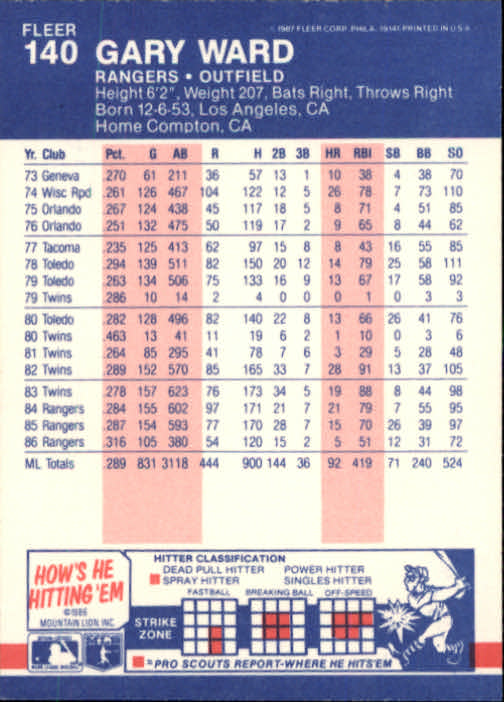 FLEER
140 GARY WARD
© 1987 FLEER CORP., PHILA. 19141 PRINTED IN U.S.A.
RANGERS • OUTFIELD
Height 6'2", Weight 207, Bats Right, Throws Right
Born 12-6-53, Los Angeles, CA
Home Compton, CA
Yr. Club Pct. G AB R H 2B 3B HR RBI SB BB SO
73 Geneva .270 61 211 36 57 13 1 10 38 4 38 70
74 Wisc Rpd .261 126 467 104 122 12 5 26 78 7 73 110
75 Orlando .267 124 438 45 117 18 5 8 71 4 51 85
76 Orlando .251 132 475 50 119 17 2 9 65 8 44 62
77 Tacoma .235 125 413 62 97 15 8 8 43 16 55 85
78 Toledo .294 139 511 82 150 20 12 14 79 25 58 111
79 Toledo .263 134 506 75 133 16 9 13 67 17 58 92
79 Twins .286 10 14 2 4 0 0 0 1 0 3 3
80 Toledo .282 128 496 82 140 22 8 13 66 26 41 76
80 Twins .463 13 41 11 19 6 2 1 10 0 3 6
81 Twins .264 85 295 41 78 7 6 3 29 5 28 48
82 Twins .289 152 570 85 165 33 7 28 91 13 37 105
83 Twins .278 157 623 76 173 34 5 19 88 8 44 98
84 Rangers .284 155 602 97 171 21 7 21 79 7 55 95
85 Rangers .287 154 593 77 170 28 7 15 70 26 39 97
86 Rangers .316 105 380 54 120 15 2 5 51 12 31 72
ML Totals .289 831 3118 444 900 144 36 92 419 71 240 524
HOW'S HE
HITTING 'EM
©1986
MOUNTAIN LION INC
HITTER CLASSIFICATION
DEAD PULL HITTER POWER HITTER
SPRAY HITTER SINGLES HITTER
FASTBALL BREAKING BALL OFF-SPEED
STRIKE
ZONE
= PRO SCOUTS REPORT-WHERE HE HITS'EM